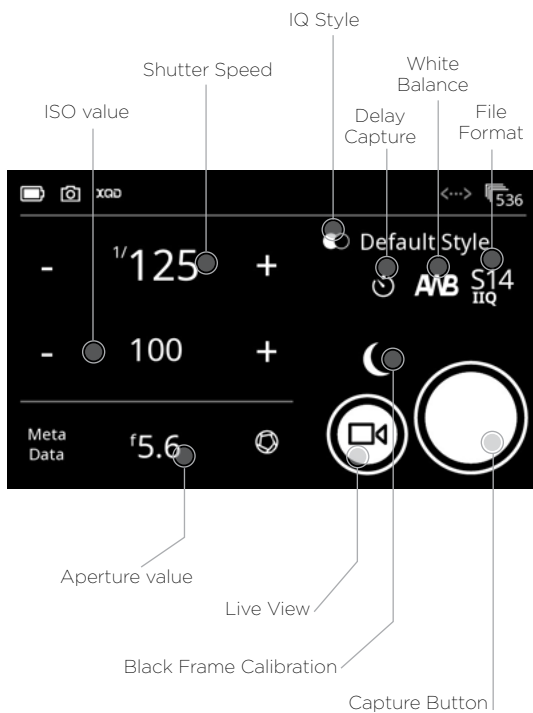 IQ Style
Shutter Speed
White
Balance
ISO value
Delay
Capture
File
Format
XQD
<···>
536
Default Style
- 1/125 +
AWB
S14
IIQ
- 100 +
Meta
Data
f5.6
Aperture value
Live View
Black Frame Calibration
Capture Button